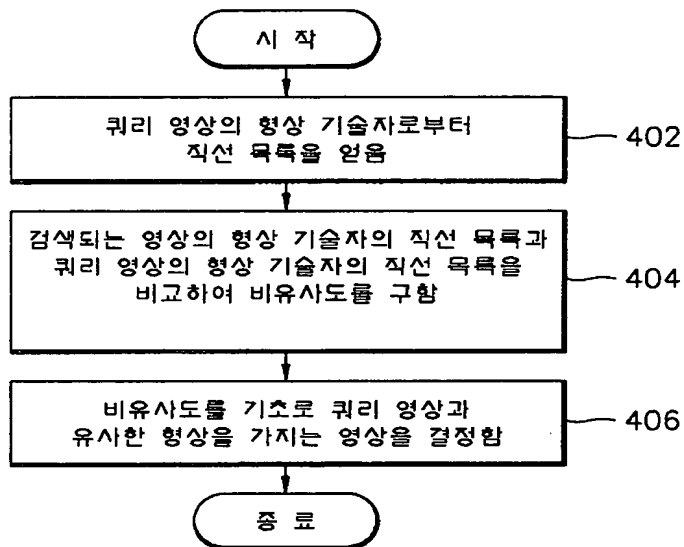 시 작
쿼리 영상의 형상 기술자로부터
직선 목록을 얻음
402
검색되는 영상의 형상 기술자의 직선 목록과
쿼리 영상의 형상 기술자의 직선 목록을
비교하여 비유사도를 구함
404
비유사도를 기초로 쿼리 영상과
유사한 형상을 가지는 영상을 결정함
406
종 료